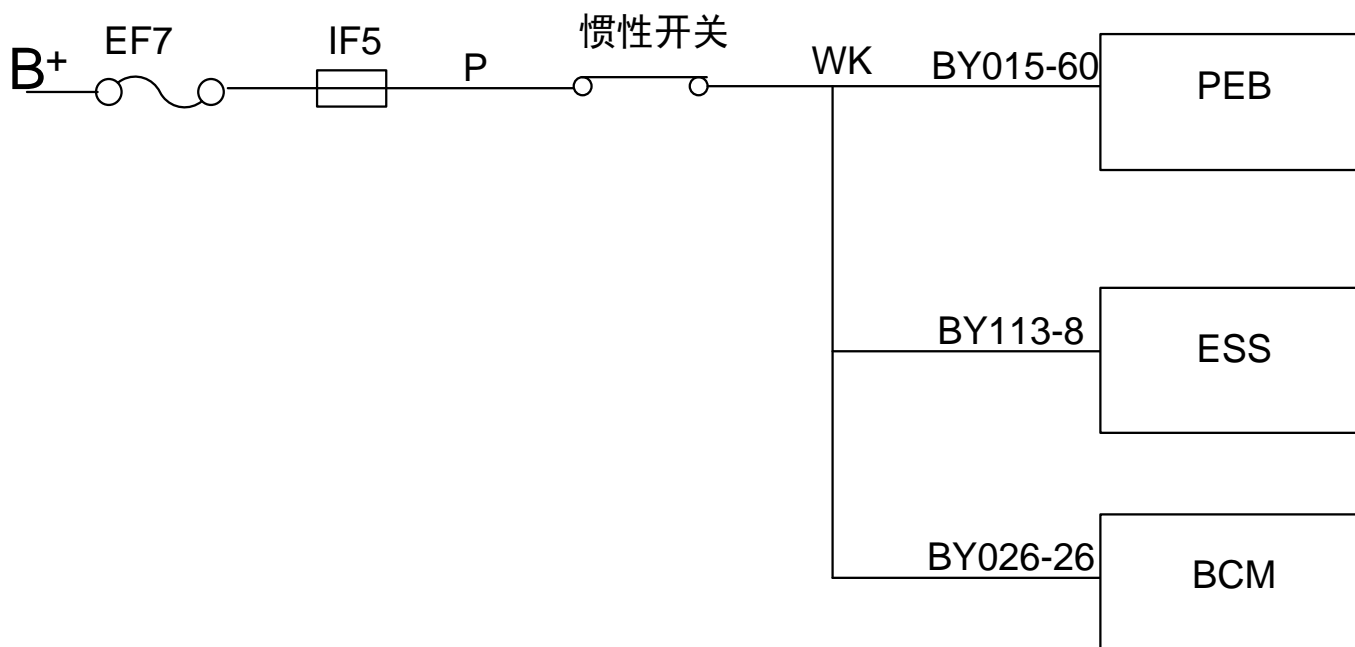 B+
EF7
IF5
P
惯性开关
WK
BY015-60
PEB
BY113-8
ESS
BY026-26
BCM